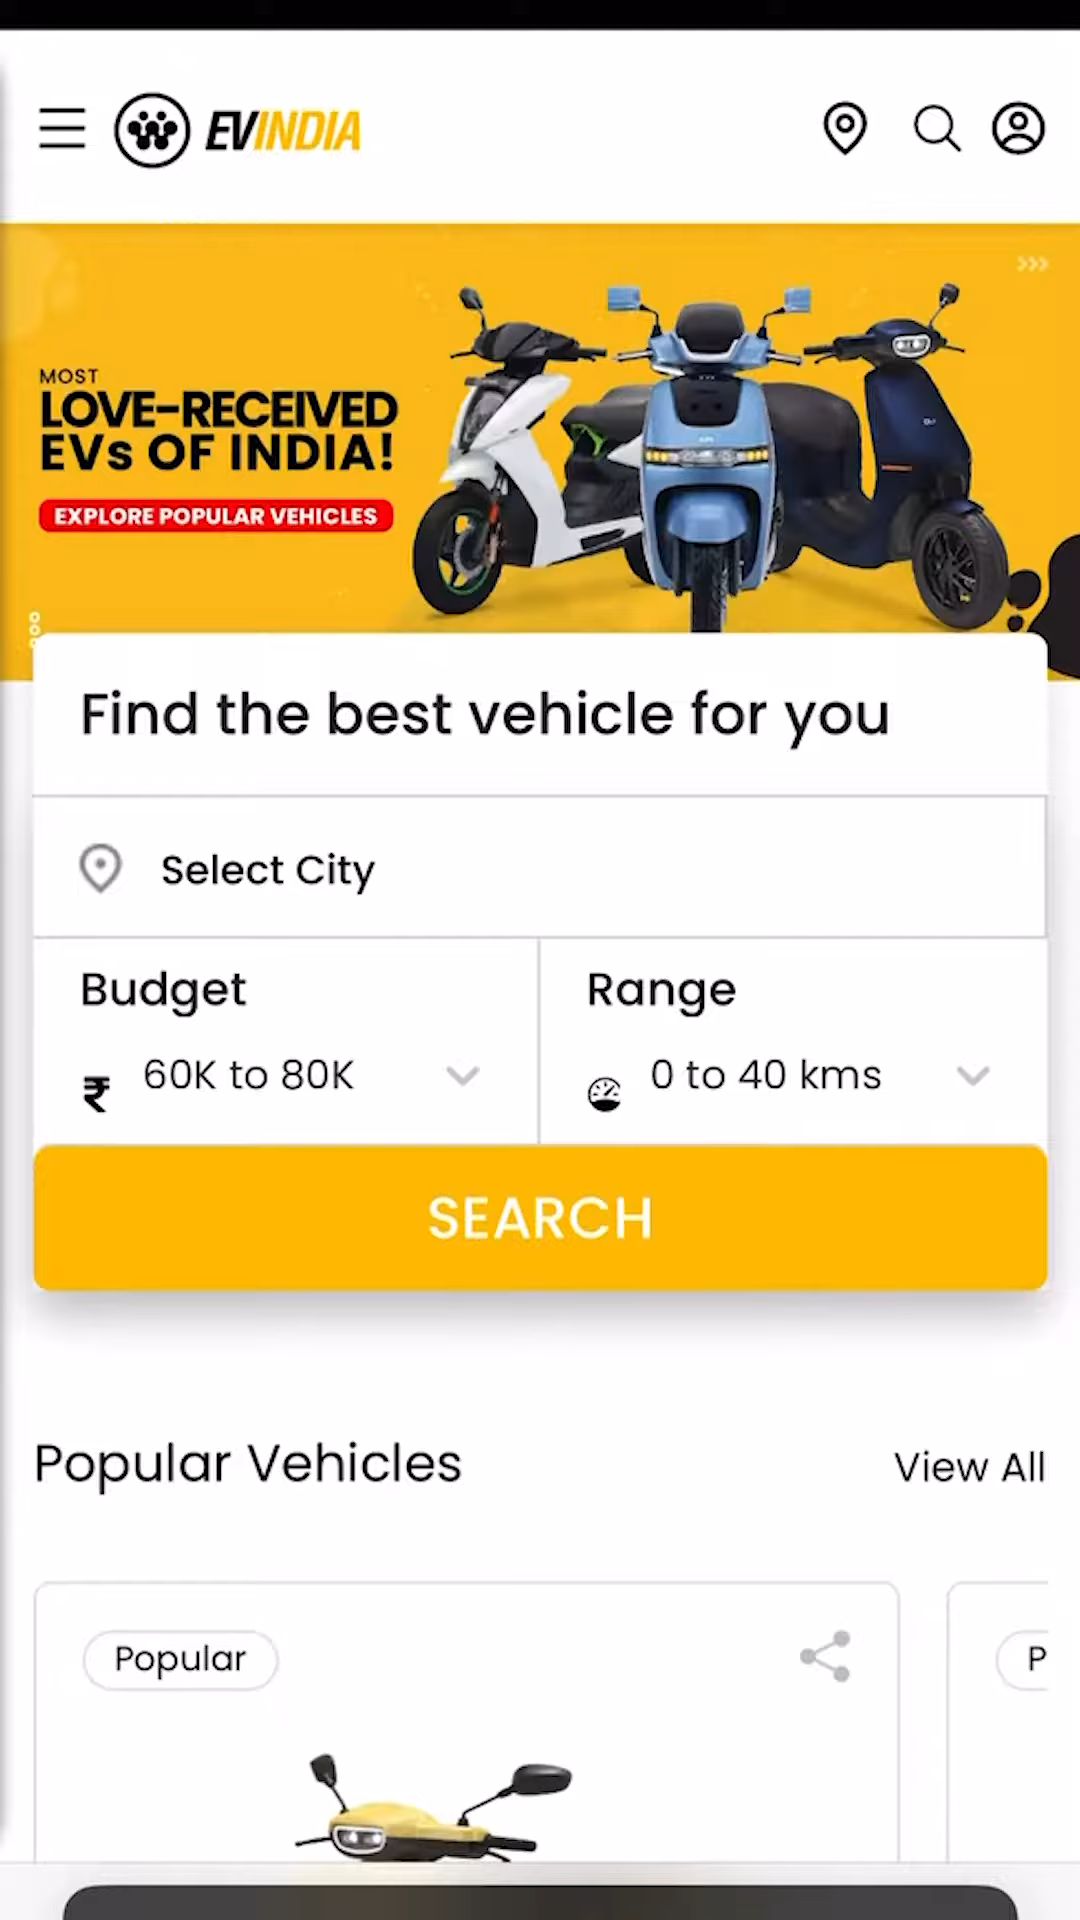 EVINDIA
MOST
LOVE-RECEIVED
EVs OF INDIA!
EXPLORE POPULAR VEHICLES
Find the best vehicle for you
Select City
Budget
Range
₹ 60K to 80K
0 to 40 kms
SEARCH
Popular Vehicles
View All
Popular